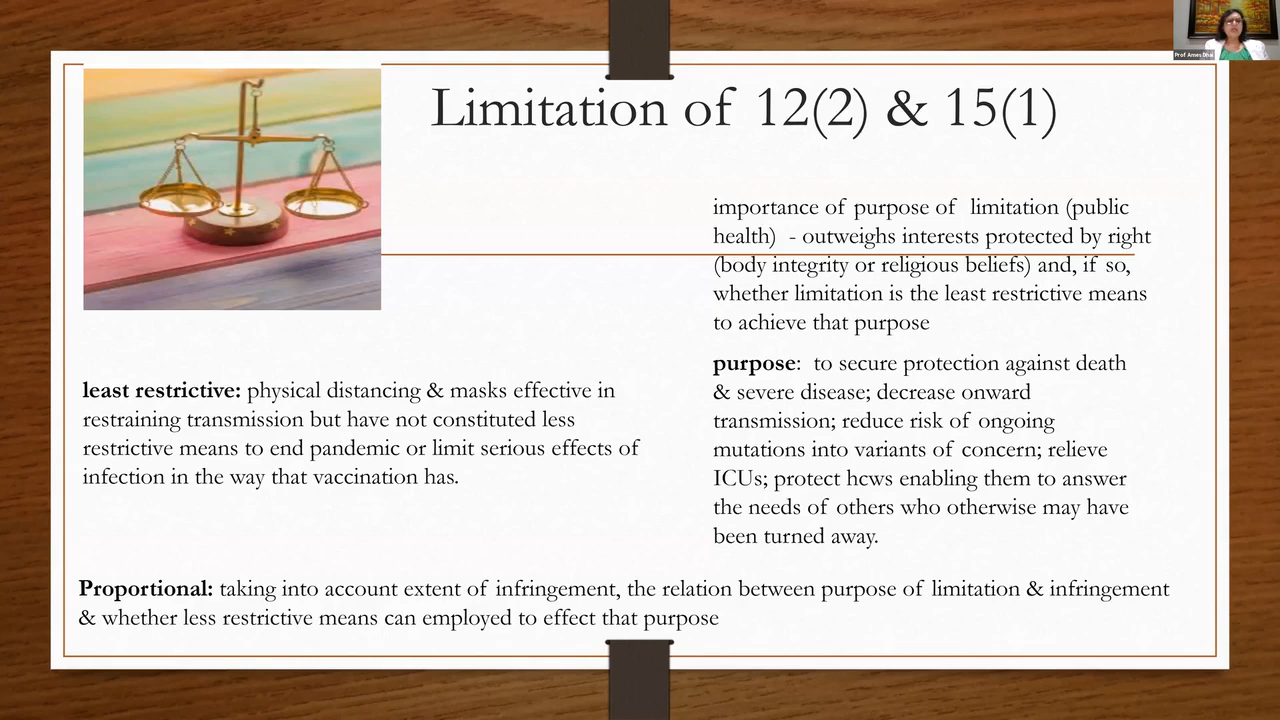 Limitation of 12(2) & 15(1)
importance of purpose of limitation (public
health) - outweighs interests protected by right
(body integrity or religious beliefs) and, if so,
whether limitation is the least restrictive means
to achieve that purpose
purpose: to secure protection against death
& severe disease; decrease onward
transmission; reduce risk of ongoing
mutations into variants of concern; relieve
ICUs; protect hcws enabling them to answer
the needs of others who otherwise may have
been turned away.
least restrictive: physical distancing & masks effective in
restraining transmission but have not constituted less
restrictive means to end pandemic or limit serious effects of
infection in the way that vaccination has.
Proportional: taking into account extent of infringement, the relation between purpose of limitation & infringement
& whether less restrictive means can employed to effect that purpose
Prof Ames Dhai